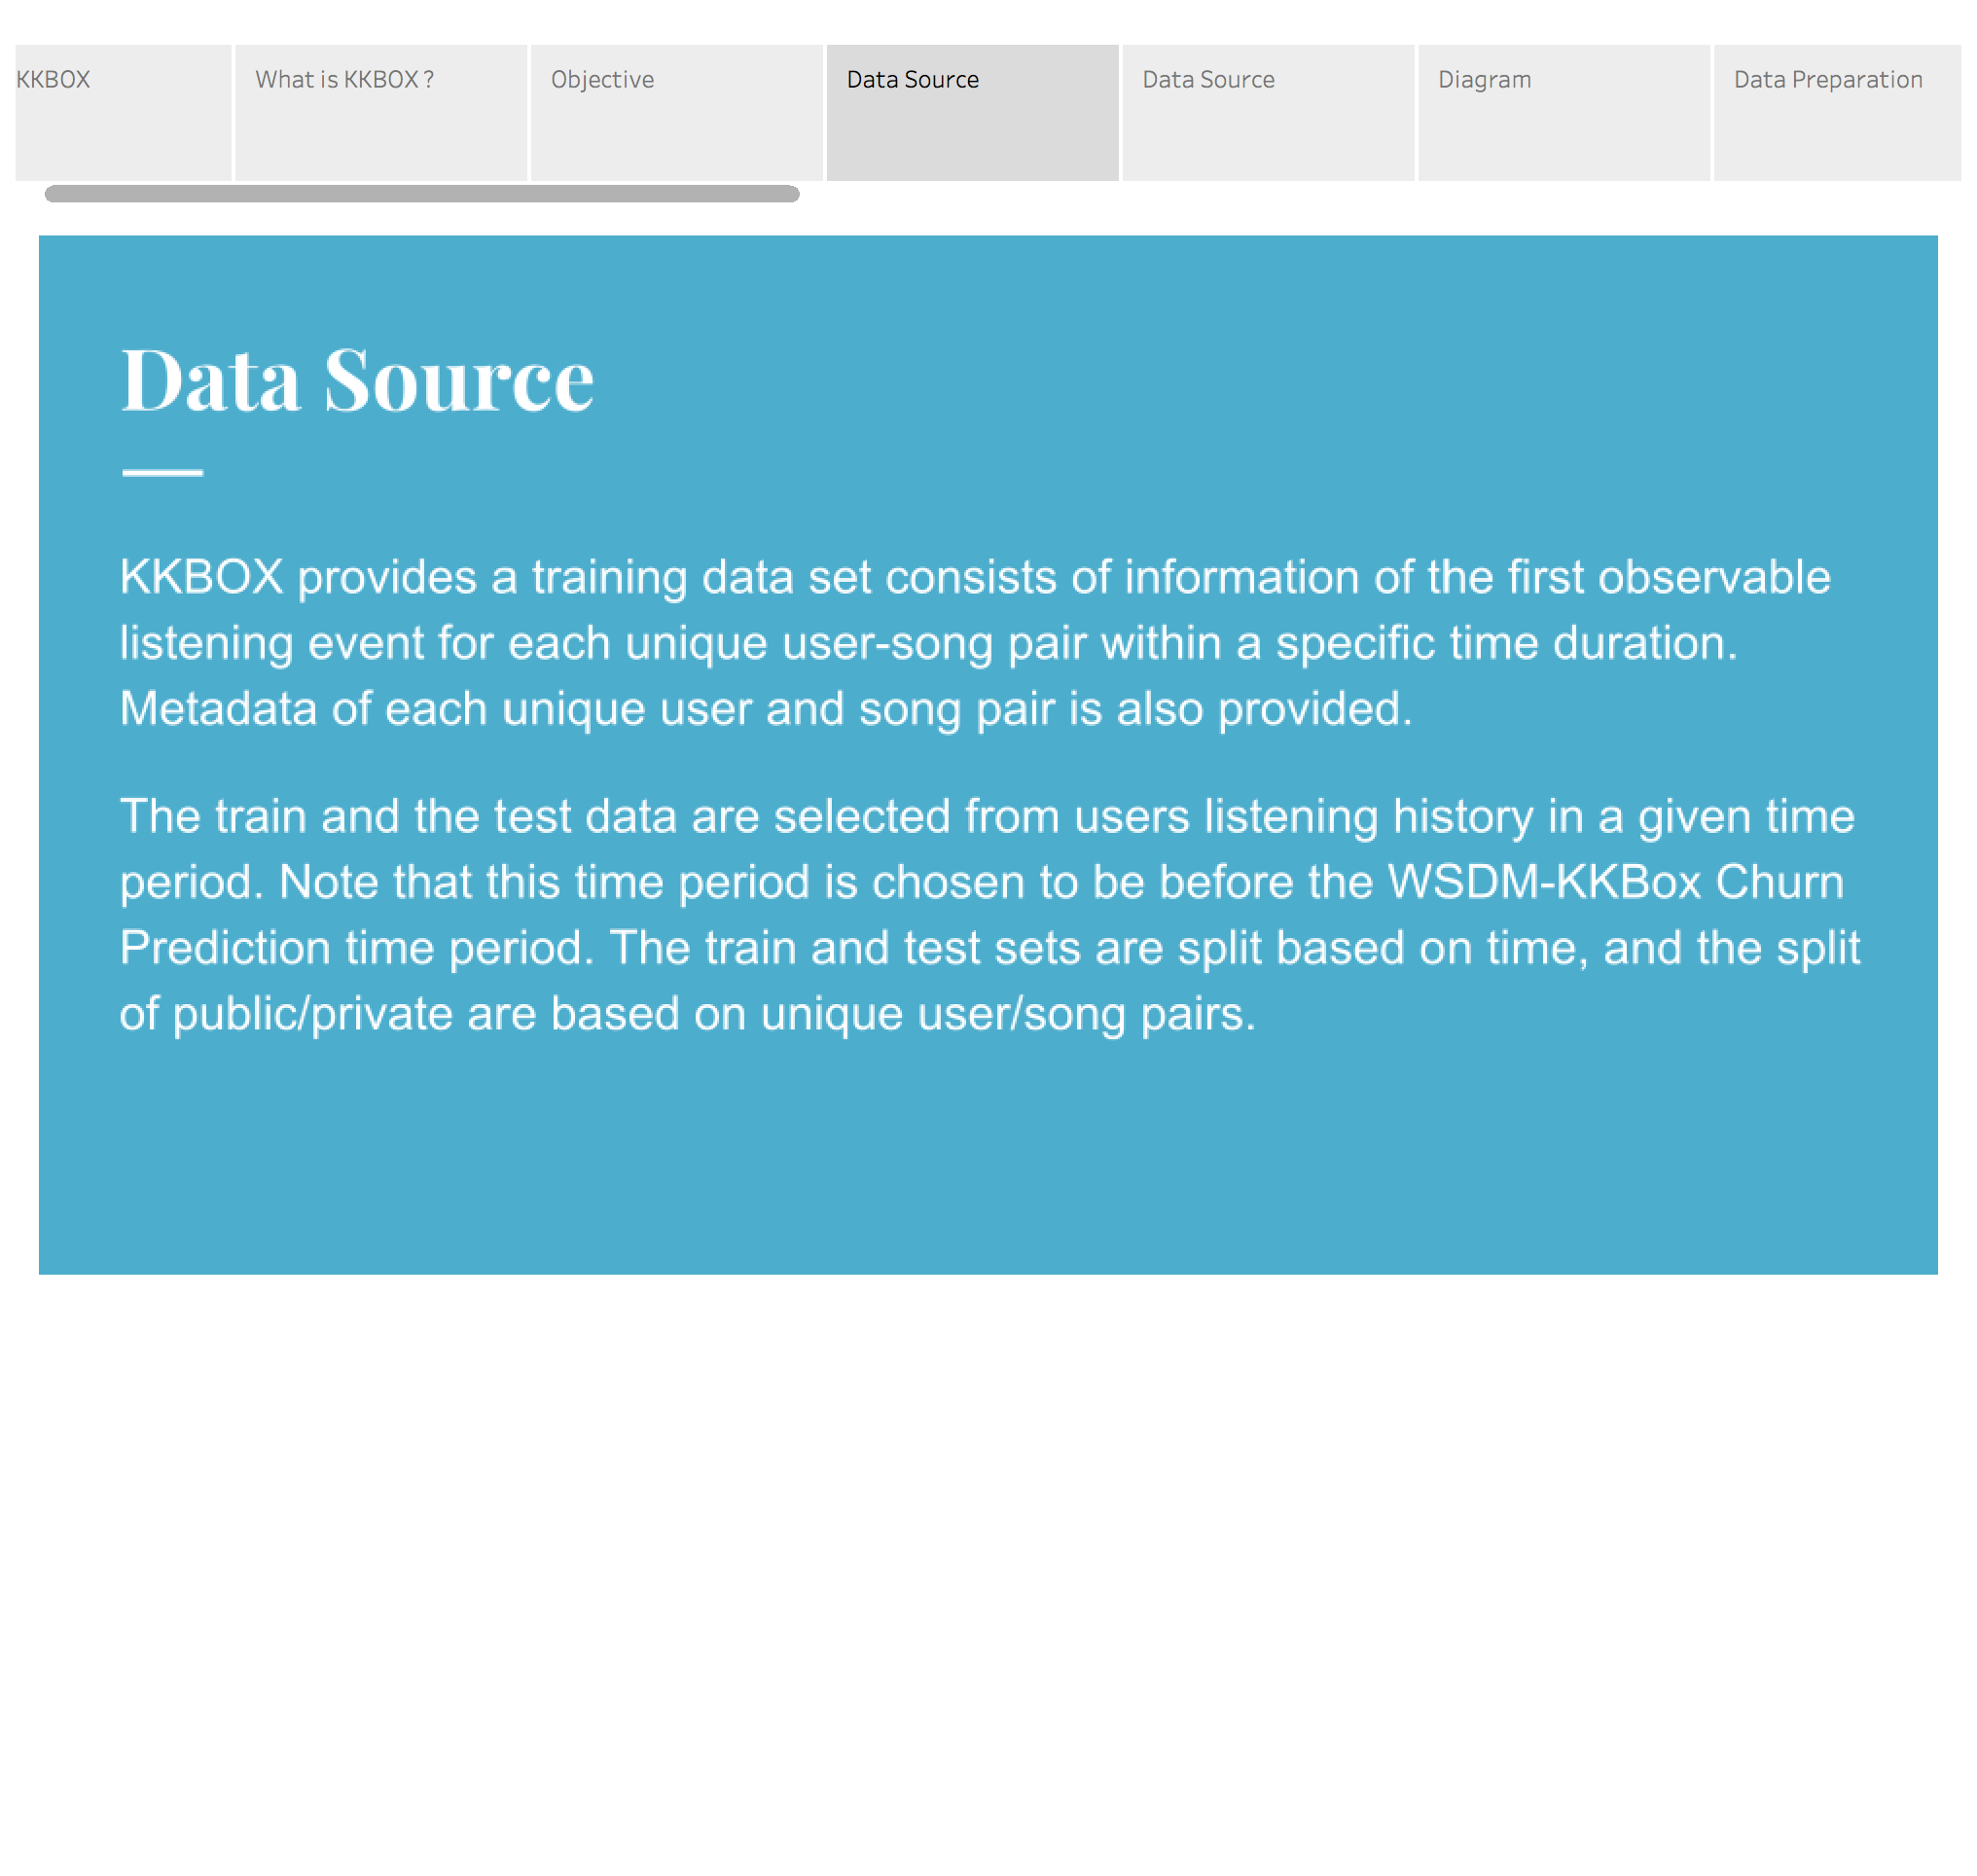 KKBOX
What is KKBOX ?
Objective
Data Source
Data Source
Diagram
Data Preparation
Data Source
KKBOX provides a training data set consists of information of the first observable
listening event for each unique user-song pair within a specific time duration.
Metadata of each unique user and song pair is also provided.
The train and the test data are selected from users listening history in a given time
period. Note that this time period is chosen to be before the WSDM-KKBox Churn
Prediction time period. The train and test sets are split based on time, and the split
of public/private are based on unique user/song pairs.